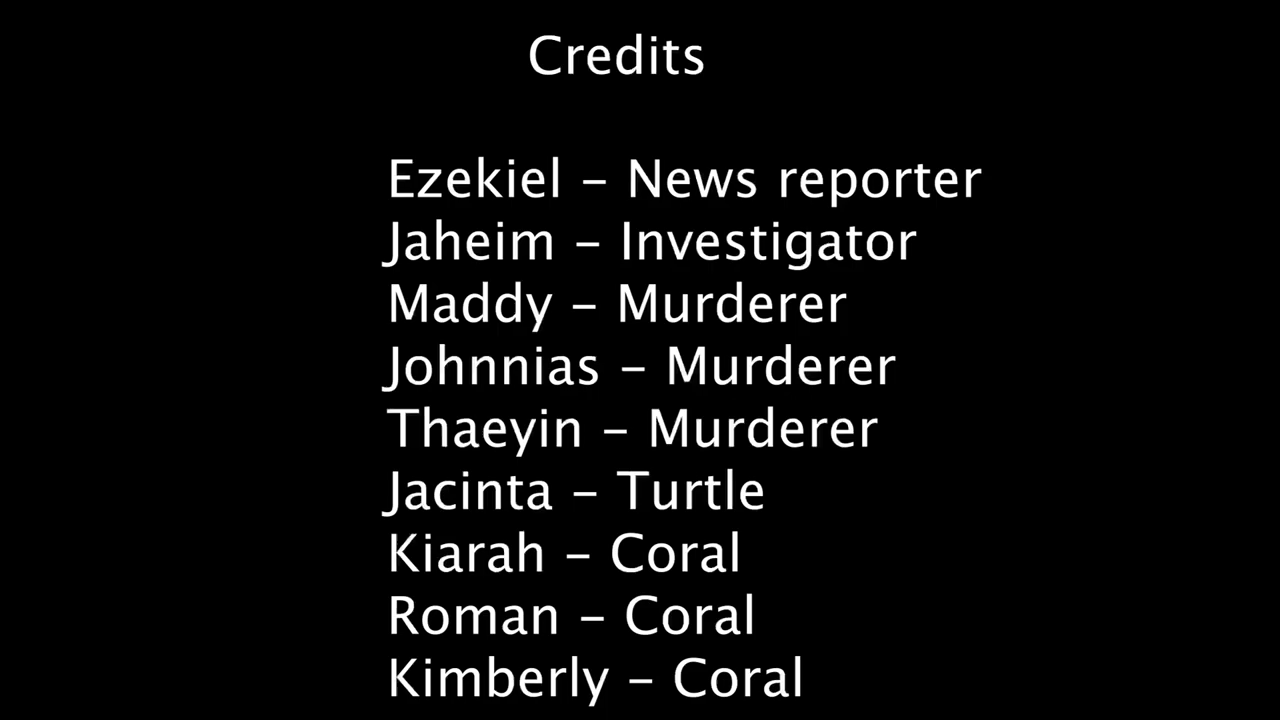 Credits
Ezekiel - News reporter
Jaheim - Investigator
Maddy - Murderer
Johnnias - Murderer
Thaeyin - Murderer
Jacinta - Turtle
Kiarah - Coral
Roman - Coral
Kimberly - Coral